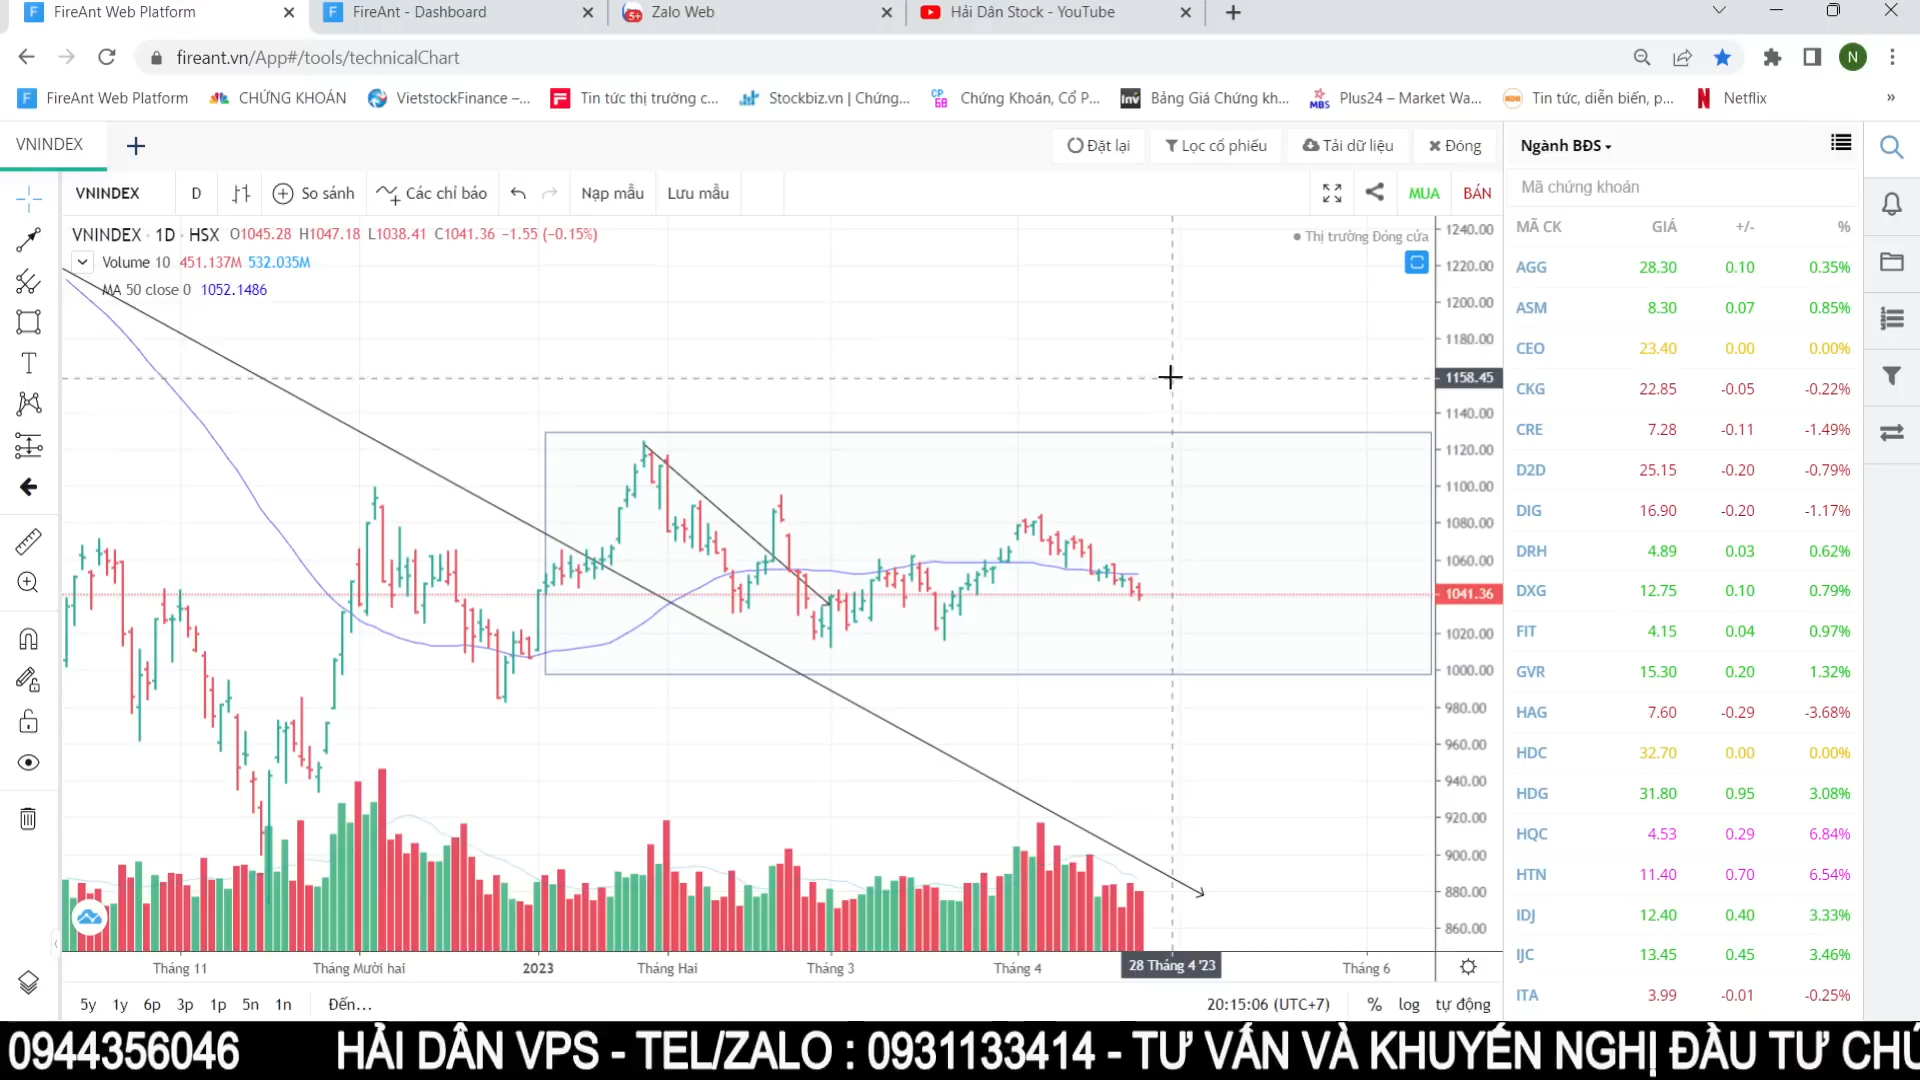 FireAnt Web Platform
FireAnt - Dashboard
5+
Zalo Web
Hải Dân Stock - YouTube
fireant.vn/App#/tools/technicalChart
N
FireAnt Web Platform
CHỨNG KHOÁN
VietstockFinance –...
Tin tức thị trường c...
Stockbiz.vn | Chứng...
CP68
Chứng Khoán, Cổ P...
Inv
Bảng Giá Chứng kh...
MBS
Plus24 – Market Wa...
Tin tức, diễn biến, p...
Netflix
»
VNINDEX
Đặt lại
Lọc cổ phiếu
Tải dữ liệu
Đóng
Ngành BĐS
VNINDEX
D
So sánh
Các chỉ báo
Nạp mẫu
Lưu mẫu
MUA
BÁN
Mã chứng khoán
VNINDEX · 1D · HSX O1045.28 H1047.18 L1038.41 C1041.36 −1.55 (−0.15%)
Volume 10 451.137M 532.035M
MA 50 close 0 1052.1486
Thị trường Đóng cửa
1240.00
1220.00
1200.00
1180.00
1158.45
1140.00
1120.00
1100.00
1080.00
1060.00
1041.36
1020.00
1000.00
980.00
960.00
940.00
920.00
900.00
880.00
860.00
MÃ CK GIÁ +/- %
AGG 28.30 0.10 0.35%
ASM 8.30 0.07 0.85%
CEO 23.40 0.00 0.00%
CKG 22.85 -0.05 -0.22%
CRE 7.28 -0.11 -1.49%
D2D 25.15 -0.20 -0.79%
DIG 16.90 -0.20 -1.17%
DRH 4.89 0.03 0.62%
DXG 12.75 0.10 0.79%
FIT 4.15 0.04 0.97%
GVR 15.30 0.20 1.32%
HAG 7.60 -0.29 -3.68%
HDC 32.70 0.00 0.00%
HDG 31.80 0.95 3.08%
HQC 4.53 0.29 6.84%
HTN 11.40 0.70 6.54%
IDJ 12.40 0.40 3.33%
IJC 13.45 0.45 3.46%
ITA 3.99 -0.01 -0.25%
Tháng 11
Tháng Mười hai
2023
Tháng Hai
Tháng 3
Tháng 4
28 Tháng 4 '23
Tháng 6
5y 1y 6p 3p 1p 5n 1n Đến...
20:15:06 (UTC+7) % log tự động
0944356046 HẢI DÂN VPS - TEL/ZALO : 0931133414 - TƯ VẤN VÀ KHUYẾN NGHỊ ĐẦU TƯ CHỨ